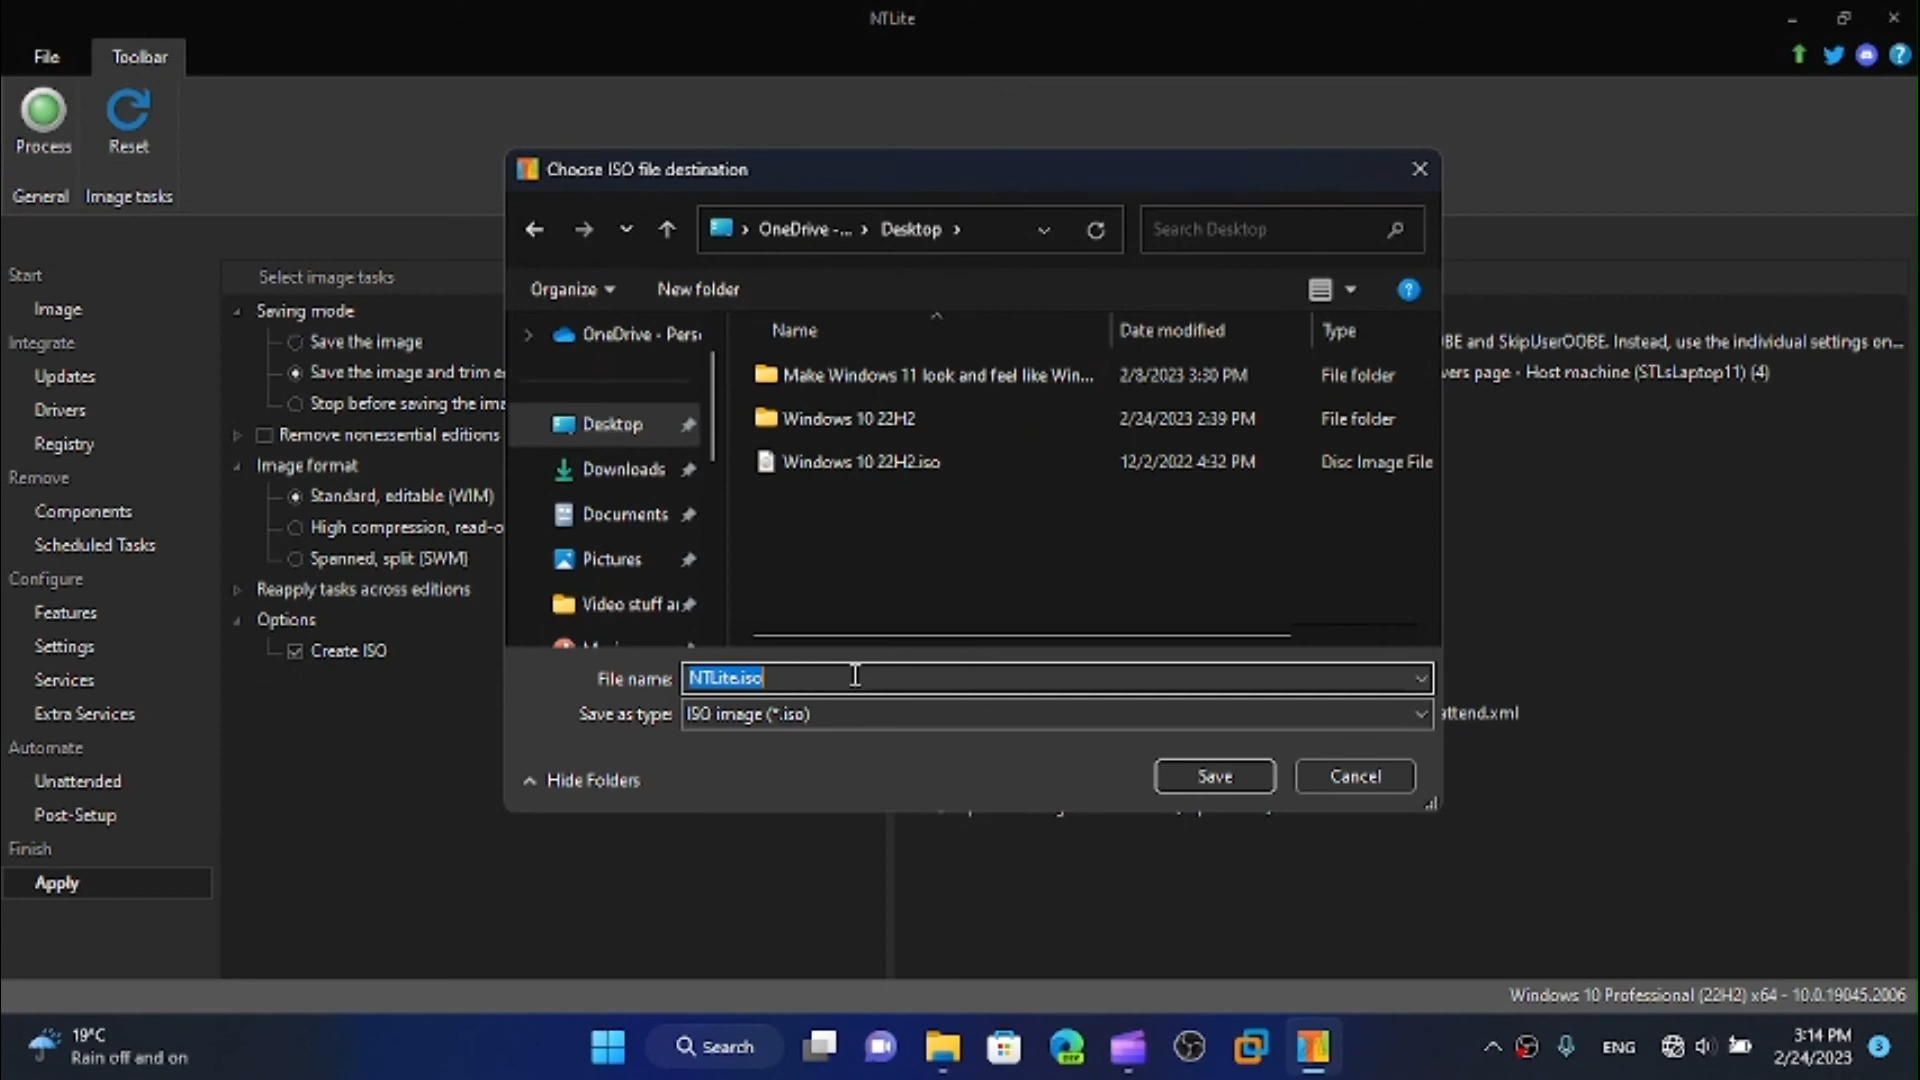 NTLite
File
Toolbar
Process
Reset
General
Image tasks
Choose ISO file destination
OneDrive -...
Desktop
Search Desktop
Organize
New folder
Start
Image
Integrate
Updates
Drivers
Registry
Remove
Components
Scheduled Tasks
Configure
Features
Settings
Services
Extra Services
Automate
Unattended
Post-Setup
Finish
Apply
Select image tasks
Saving mode
Save the image
Save the image and trim e
Stop before saving the ima
Remove nonessential editions
Image format
Standard, editable (WIM)
High compression, read-o
Spanned, split (SWM)
Reapply tasks across editions
Options
Create ISO
OneDrive - Pers
Desktop
Downloads
Documents
Pictures
Video stuff a
Name
Date modified
Type
Make Windows 11 look and feel like Win...
2/8/2023 3:30 PM
File folder
Windows 10 22H2
2/24/2023 2:39 PM
File folder
Windows 10 22H2.iso
12/2/2022 4:32 PM
Disc Image File
File name:
NTLite.iso
Save as type:
ISO image (*.iso)
Hide Folders
Save
Cancel
BE and SkipUserOOBE. Instead, use the individual settings on...
ers page - Host machine (STLsLaptop11) (4)
attend.xml
Windows 10 Professional (22H2) x64 - 10.0.19045.2006
19°C
Rain off and on
Search
ENG
3:14 PM
2/24/2023
3